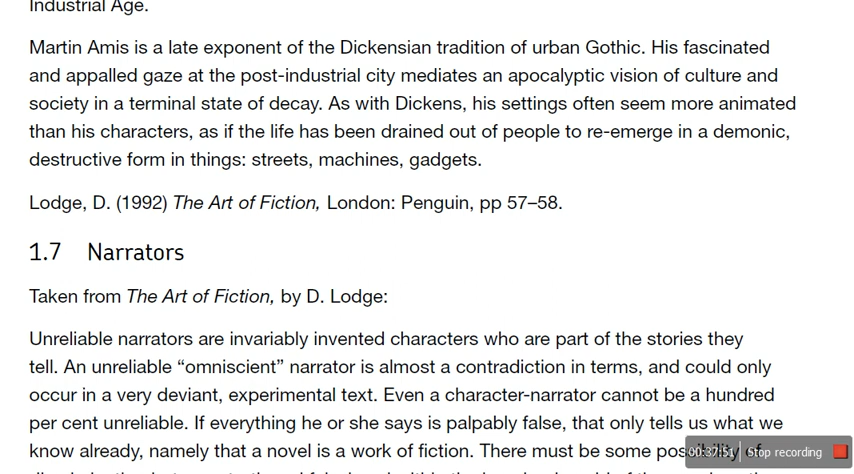 Industrial Age.
Martin Amis is a late exponent of the Dickensian tradition of urban Gothic. His fascinated
and appalled gaze at the post-industrial city mediates an apocalyptic vision of culture and
society in a terminal state of decay. As with Dickens, his settings often seem more animated
than his characters, as if the life has been drained out of people to re-emerge in a demonic,
destructive form in things: streets, machines, gadgets.
Lodge, D. (1992) The Art of Fiction, London: Penguin, pp 57–58.
1.7 Narrators
Taken from The Art of Fiction, by D. Lodge:
Unreliable narrators are invariably invented characters who are part of the stories they
tell. An unreliable “omniscient” narrator is almost a contradiction in terms, and could only
occur in a very deviant, experimental text. Even a character-narrator cannot be a hundred
per cent unreliable. If everything he or she says is palpably false, that only tells us what we
know already, namely that a novel is a work of fiction. There must be some possibility of
00:37:51 Stop recording